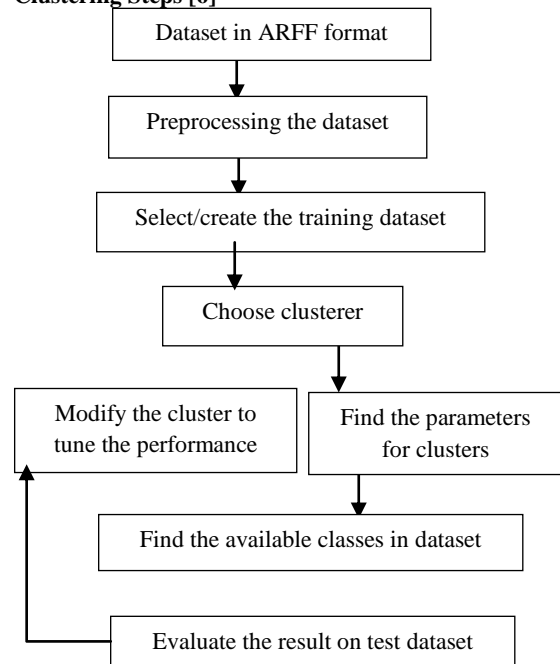 Clustering Steps [6]
Dataset in ARFF format
Preprocessing the dataset
Select/create the training dataset
Choose clusterer
Modify the cluster to
tune the performance
Find the parameters
for clusters
Find the available classes in dataset
Evaluate the result on test dataset